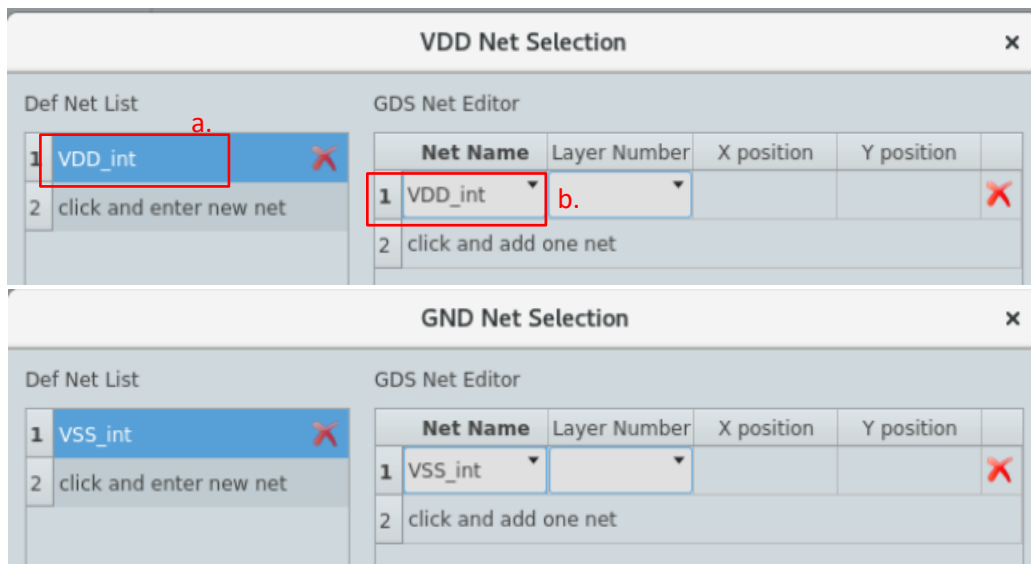 VDD Net Selection ×
Def Net List
GDS Net Editor
a.
1 VDD_int
2 click and enter new net
Net Name Layer Number X position Y position
1 VDD_int b.
2 click and add one net
GND Net Selection ×
Def Net List
GDS Net Editor
1 VSS_int
2 click and enter new net
Net Name Layer Number X position Y position
1 VSS_int
2 click and add one net